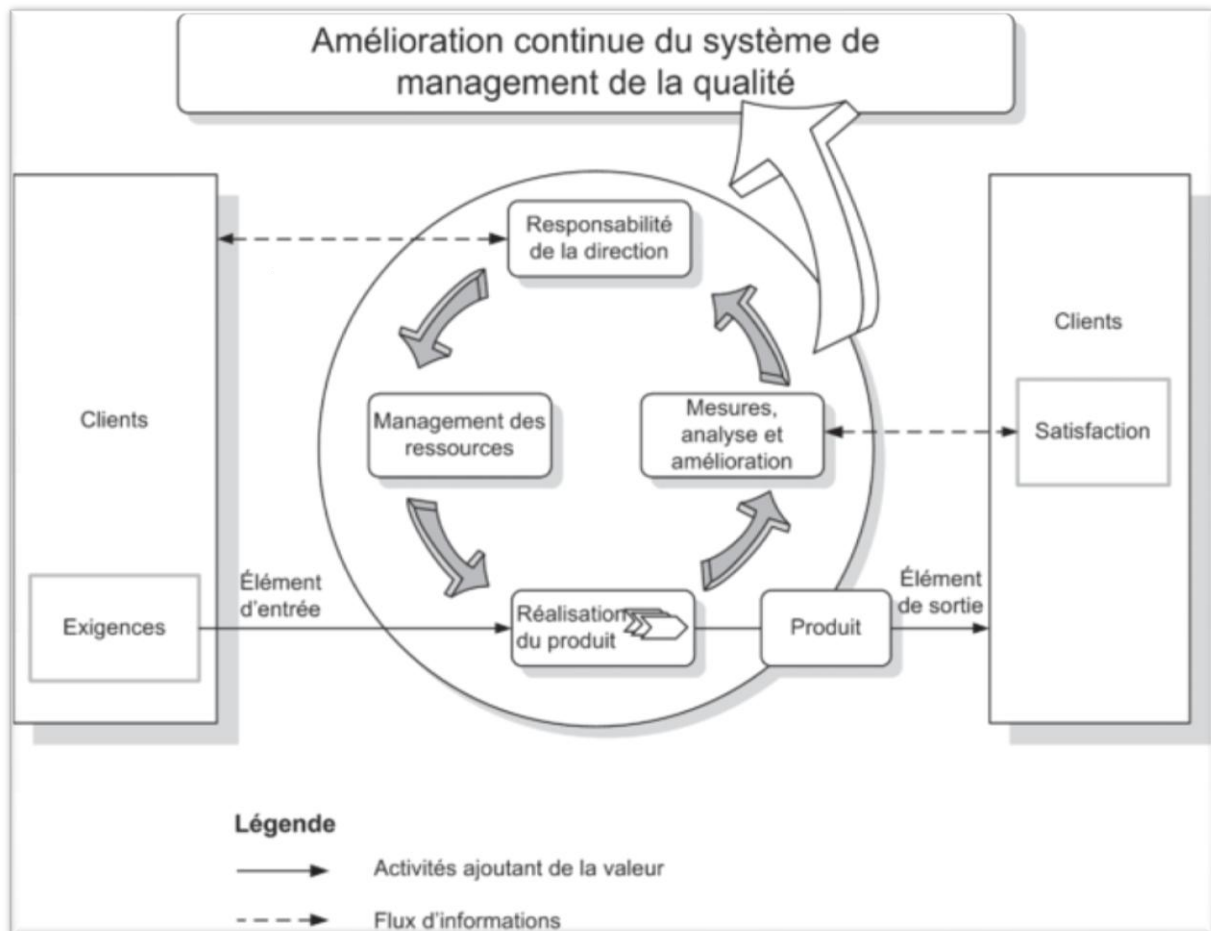 Amélioration continue du système de
management de la qualité
Responsabilité
de la direction
Clients
Management des
ressources
Mesures,
analyse et
amélioration
Clients
Satisfaction
Exigences
Élément
d'entrée
Réalisation
du produit
Produit
Élément
de sortie
Légende
Activités ajoutant de la valeur
Flux d'informations